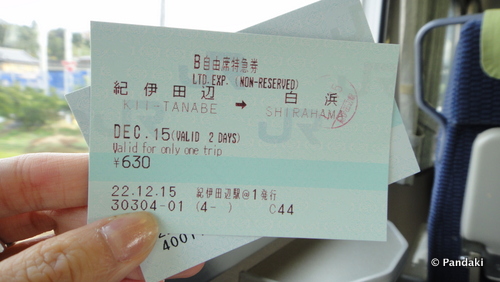 B自由席特急券
LTD.EXP. (NON-RESERVED)
紀伊田辺 → 白浜
KII-TANABE SHIRAHAMA
DEC. 15 (VALID 2 DAYS)
Valid for only one trip
¥630
22.12.15 紀伊田辺駅@1発行
30304-01 (4- ) C44
4001
© Pandaki